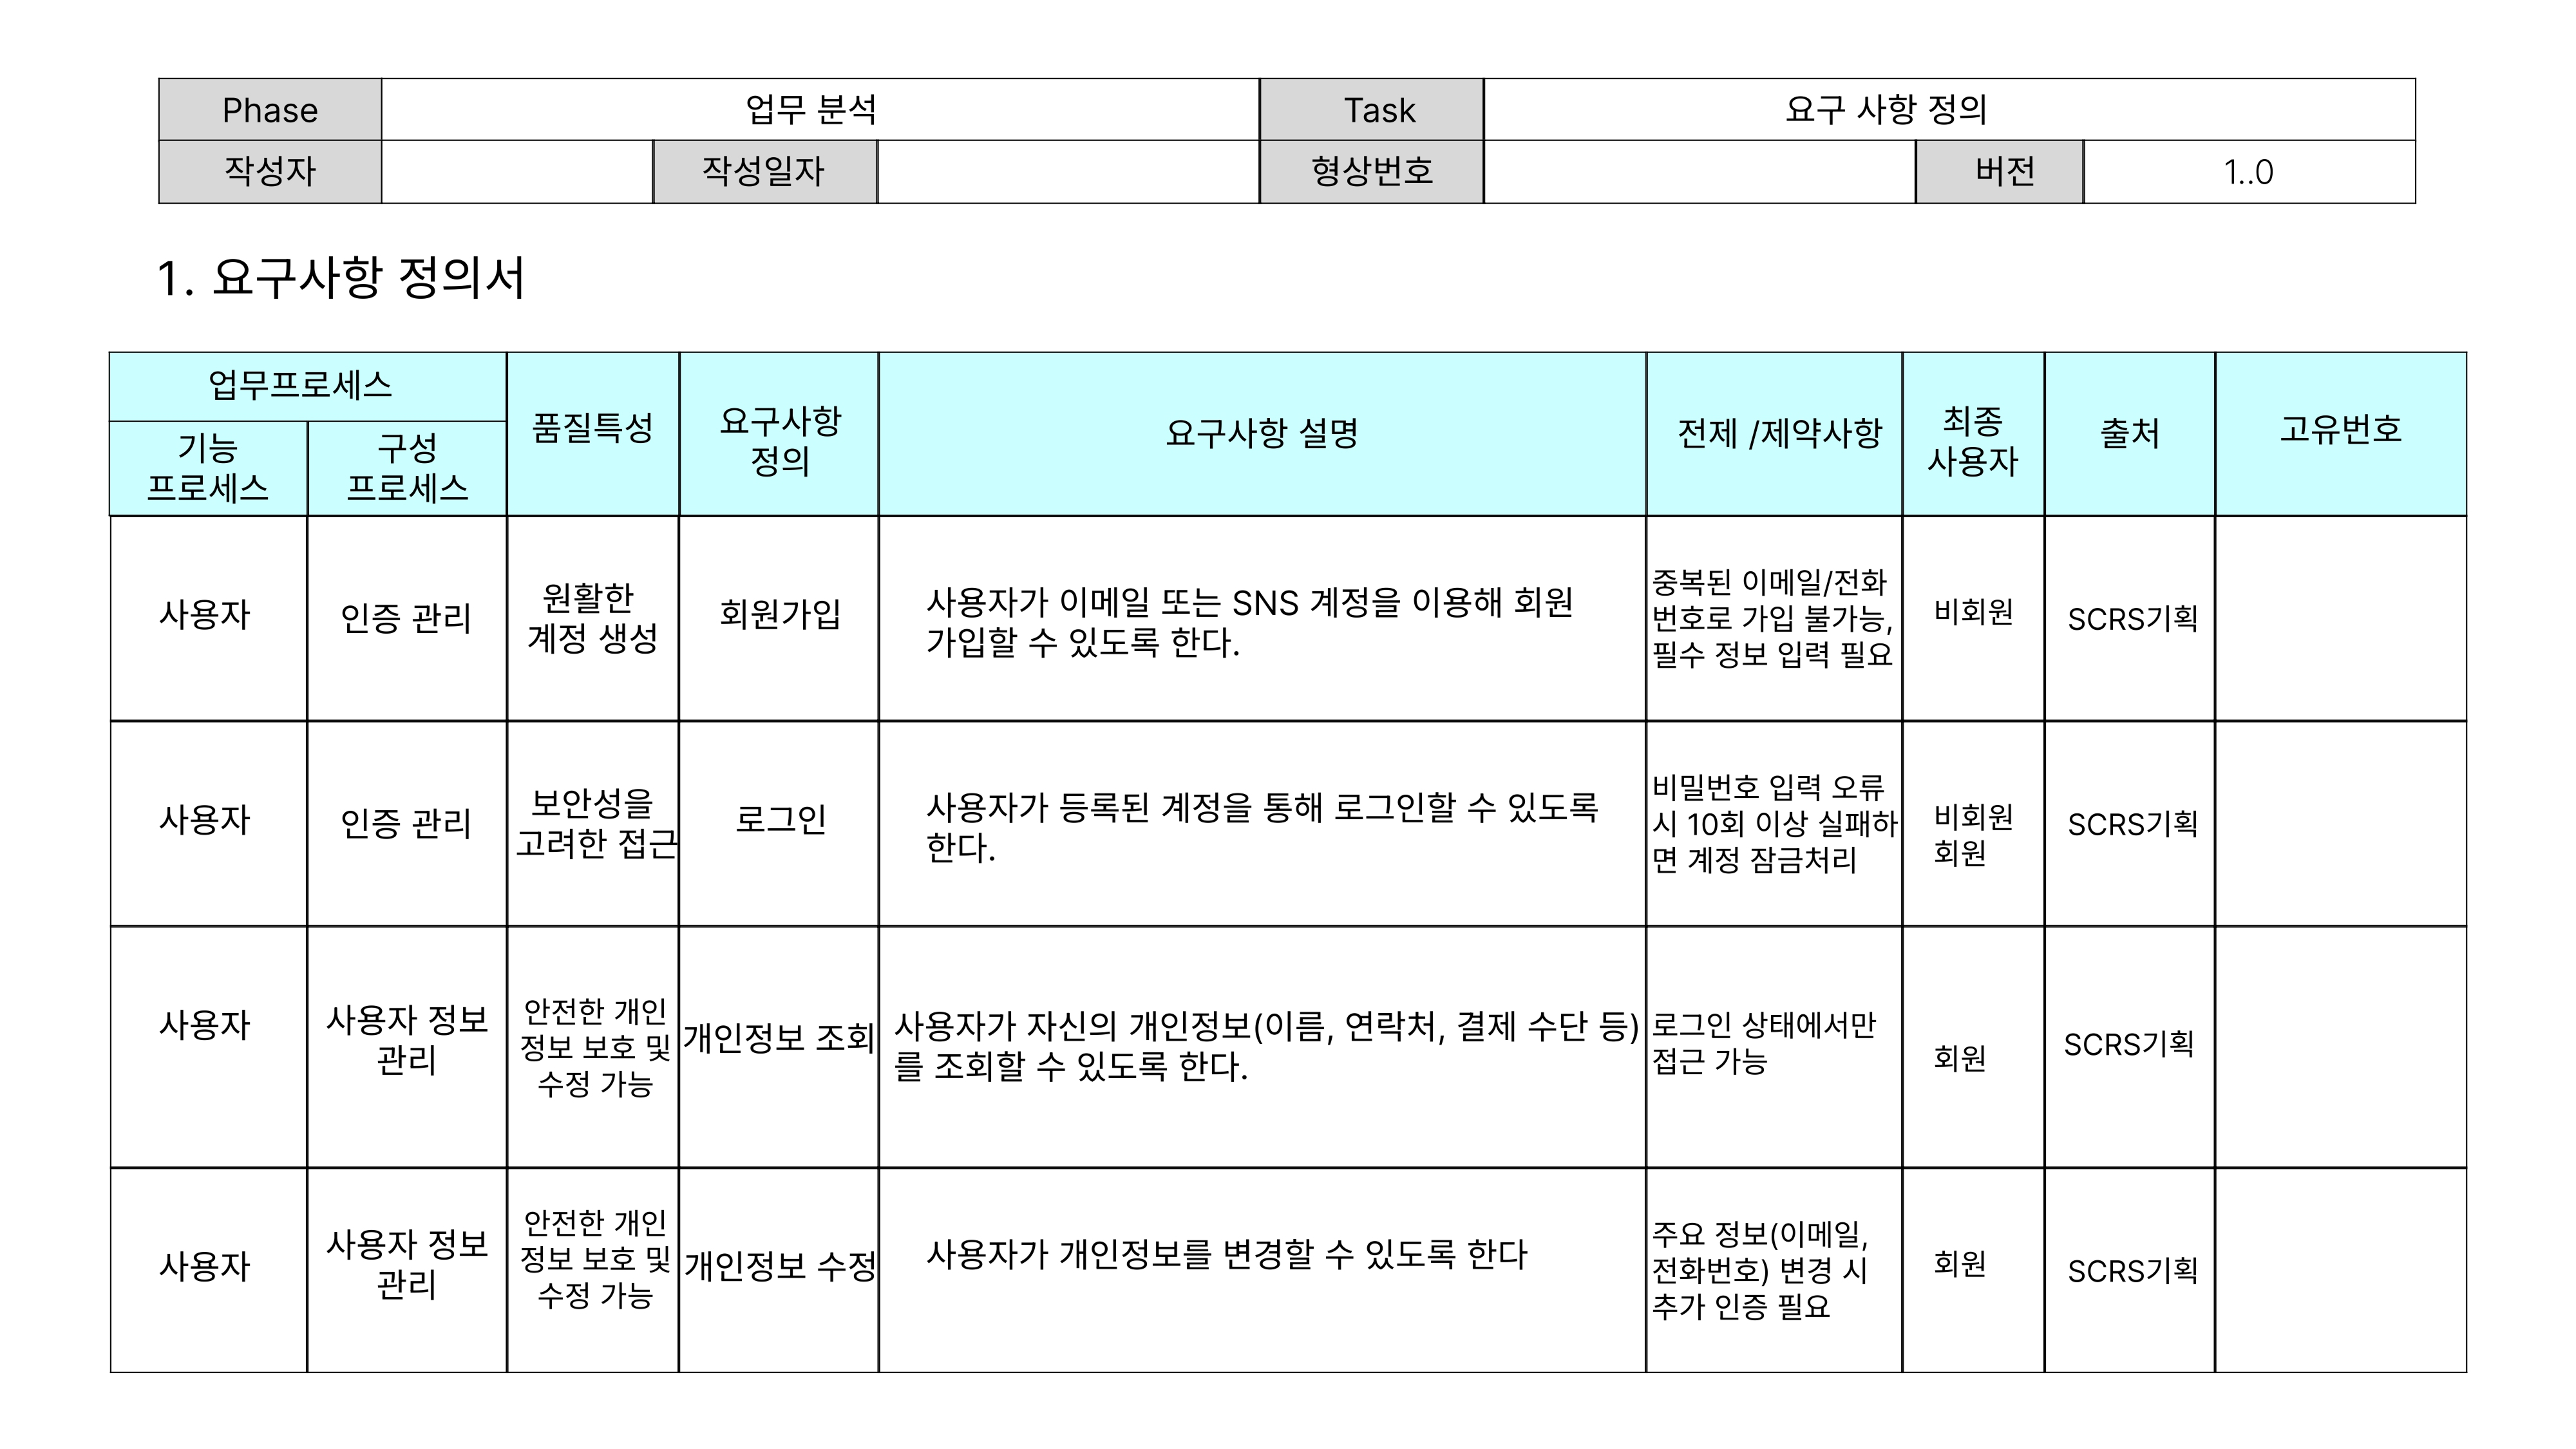 Phase
업무 분석
Task
요구 사항 정의
작성자
작성일자
형상번호
버전
1..0
1. 요구사항 정의서
업무프로세스
기능
프로세스
구성
프로세스
품질특성
요구사항
정의
요구사항 설명
전제 /제약사항
최종
사용자
출처
고유번호
사용자
인증 관리
원활한
계정 생성
회원가입
사용자가 이메일 또는 SNS 계정을 이용해 회원
가입할 수 있도록 한다.
중복된 이메일/전화
번호로 가입 불가능,
필수 정보 입력 필요
비회원
SCRS기획
사용자
인증 관리
보안성을
고려한 접근
로그인
사용자가 등록된 계정을 통해 로그인할 수 있도록
한다.
비밀번호 입력 오류
시 10회 이상 실패하
면 계정 잠금처리
비회원
회원
SCRS기획
사용자
사용자 정보
관리
안전한 개인
정보 보호 및
수정 가능
개인정보 조회
사용자가 자신의 개인정보(이름, 연락처, 결제 수단 등)
를 조회할 수 있도록 한다.
로그인 상태에서만
접근 가능
회원
SCRS기획
사용자
사용자 정보
관리
안전한 개인
정보 보호 및
수정 가능
개인정보 수정
사용자가 개인정보를 변경할 수 있도록 한다
주요 정보(이메일,
전화번호) 변경 시
추가 인증 필요
회원
SCRS기획